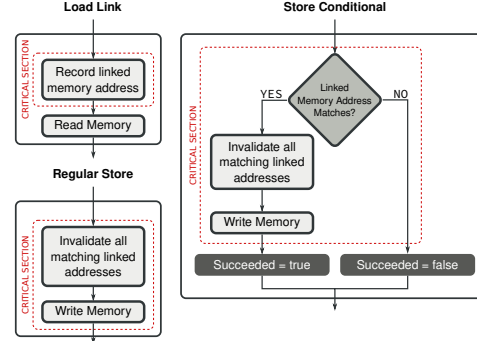 Load Link
CRITICAL SECTION
Record linked
memory address
Read Memory
Regular Store
CRITICAL SECTION
Invalidate all
matching linked
addresses
Write Memory
Store Conditional
CRITICAL SECTION
Linked
Memory Address
Matches?
YES
NO
Invalidate all
matching linked
addresses
Write Memory
Succeeded = true
Succeeded = false